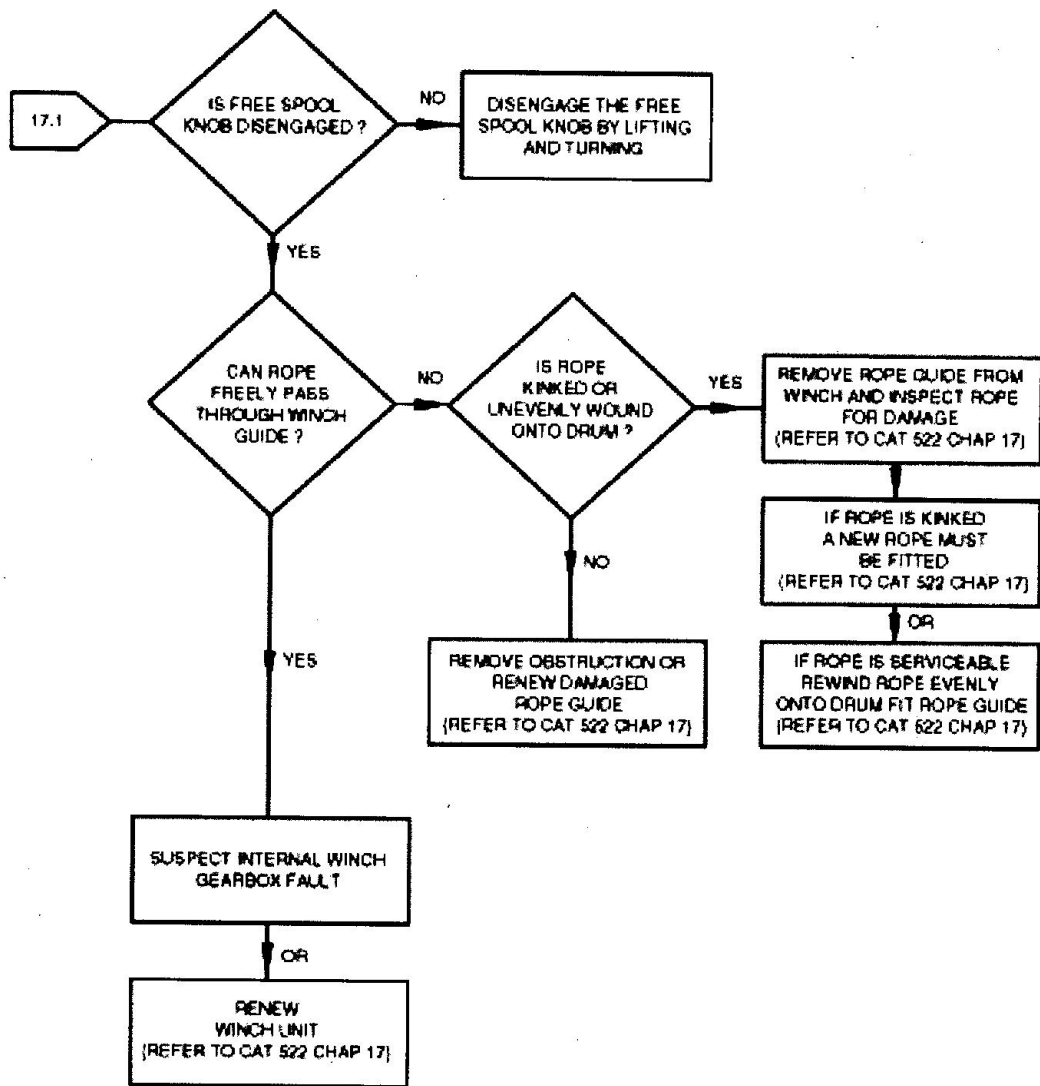 17.1
IS FREE SPOOL
KNOB DISENGAGED ?
NO
DISENGAGE THE FREE
SPOOL KNOB BY LIFTING
AND TURNING
YES
CAN ROPE
FREELY PASS
THROUGH WINCH
GUIDE ?
NO
IS ROPE
KINKED OR
UNEVENLY WOUND
ONTO DRUM ?
YES
REMOVE ROPE GUIDE FROM
WINCH AND INSPECT ROPE
FOR DAMAGE
(REFER TO CAT 522 CHAP 17)
IF ROPE IS KINKED
A NEW ROPE MUST
BE FITTED
(REFER TO CAT 522 CHAP 17)
OR
IF ROPE IS SERVICEABLE
REWIND ROPE EVENLY
ONTO DRUM FIT ROPE GUIDE
(REFER TO CAT 522 CHAP 17)
NO
REMOVE OBSTRUCTION OR
RENEW DAMAGED
ROPE GUIDE
(REFER TO CAT 522 CHAP 17)
YES
SUSPECT INTERNAL WINCH
GEARBOX FAULT
OR
RENEW
WINCH UNIT
(REFER TO CAT 522 CHAP 17)